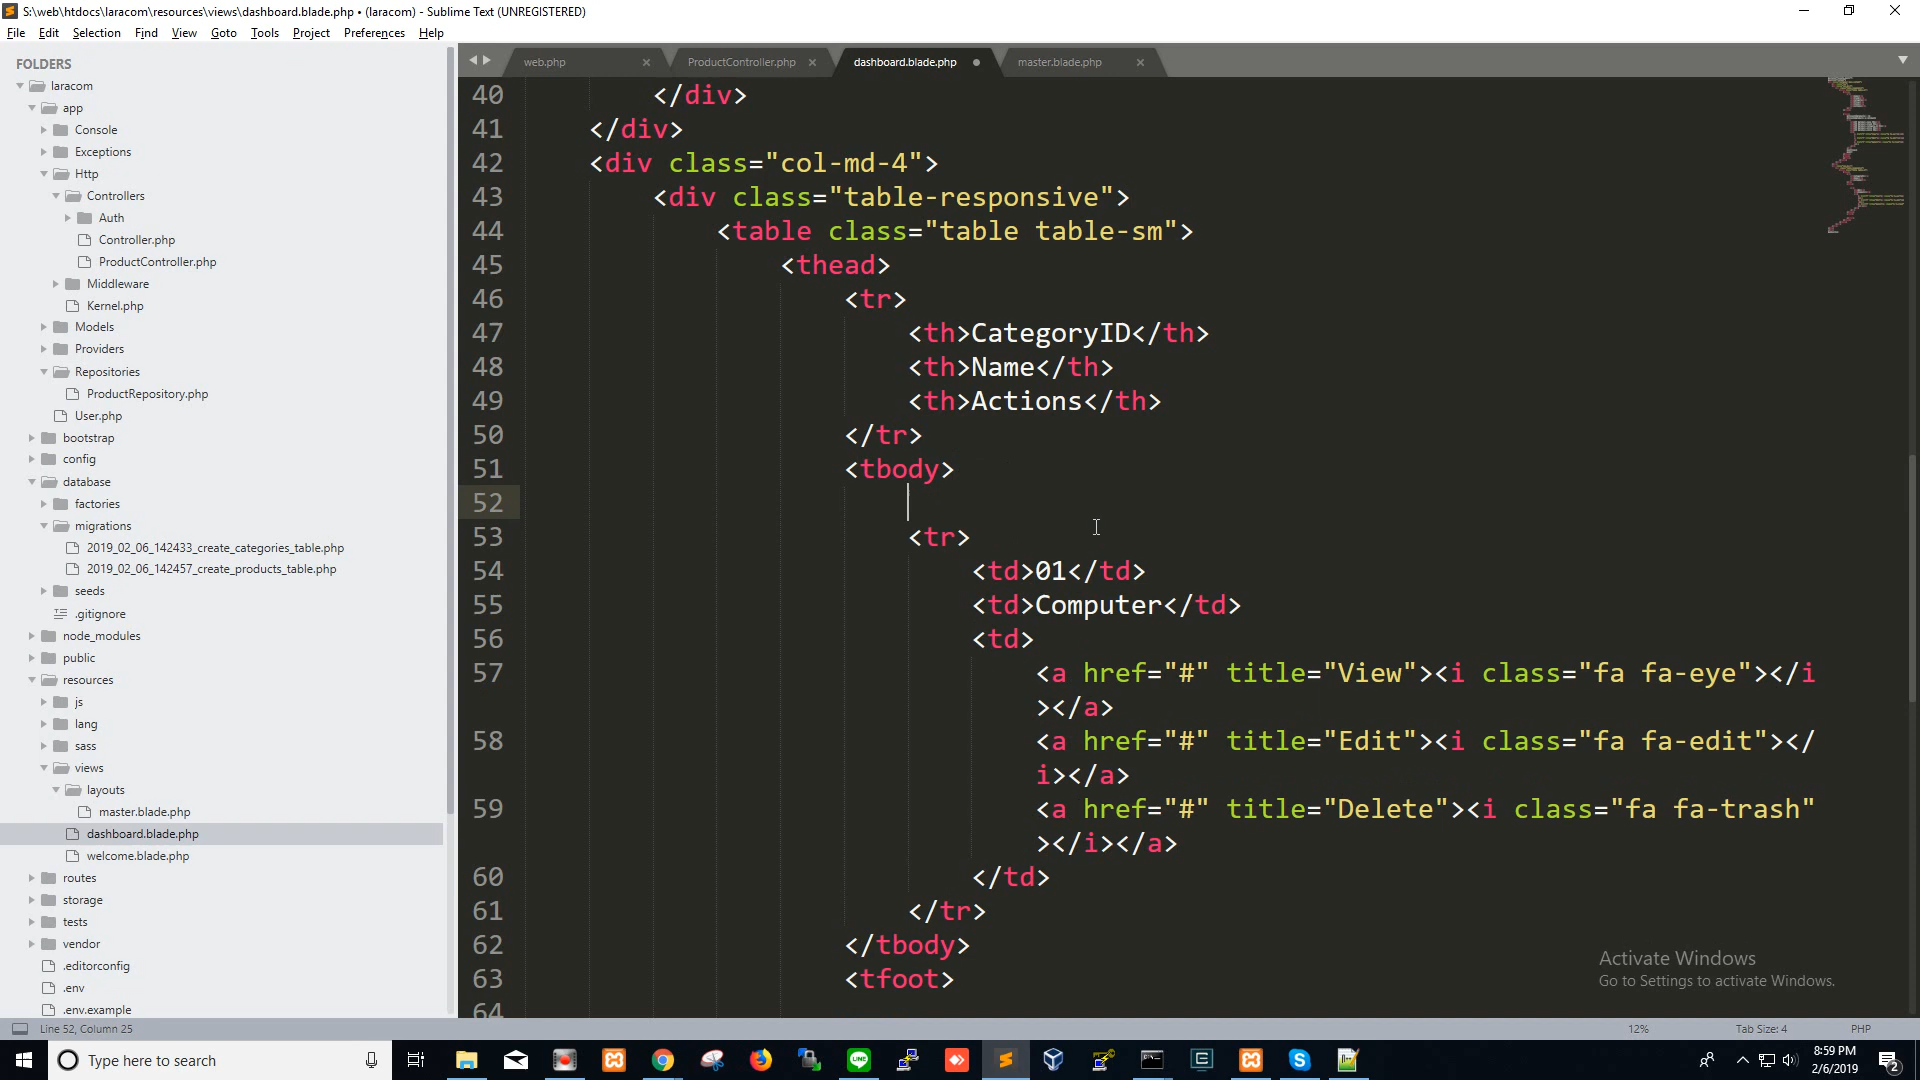 S:\web\htdocs\laracom\resources\views\dashboard.blade.php • (laracom) - Sublime Text (UNREGISTERED)
File Edit Selection Find View Goto Tools Project Preferences Help
FOLDERS
laracom
app
Console
Exceptions
Http
Controllers
Auth
Controller.php
ProductController.php
Middleware
Kernel.php
Models
Providers
Repositories
ProductRepository.php
User.php
bootstrap
config
database
factories
migrations
2019_02_06_142433_create_categories_table.php
2019_02_06_142457_create_products_table.php
seeds
.gitignore
node_modules
public
resources
js
lang
sass
views
layouts
master.blade.php
dashboard.blade.php
welcome.blade.php
routes
storage
tests
vendor
.editorconfig
.env
.env.example
web.php ProductController.php dashboard.blade.php master.blade.php
40 </div>
41 </div>
42 <div class="col-md-4">
43 <div class="table-responsive">
44 <table class="table table-sm">
45 <thead>
46 <tr>
47 <th>CategoryID</th>
48 <th>Name</th>
49 <th>Actions</th>
50 </tr>
51 <tbody>
52
53 <tr>
54 <td>01</td>
55 <td>Computer</td>
56 <td>
57 <a href="#" title="View"><i class="fa fa-eye"></i
></a>
58 <a href="#" title="Edit"><i class="fa fa-edit"></
i></a>
59 <a href="#" title="Delete"><i class="fa fa-trash"
></i></a>
60 </td>
61 </tr>
62 </tbody>
63 <tfoot>
64
Activate Windows
Go to Settings to activate Windows.
Line 52, Column 25 12% Tab Size: 4 PHP
Type here to search
8:59 PM
2/6/2019
2